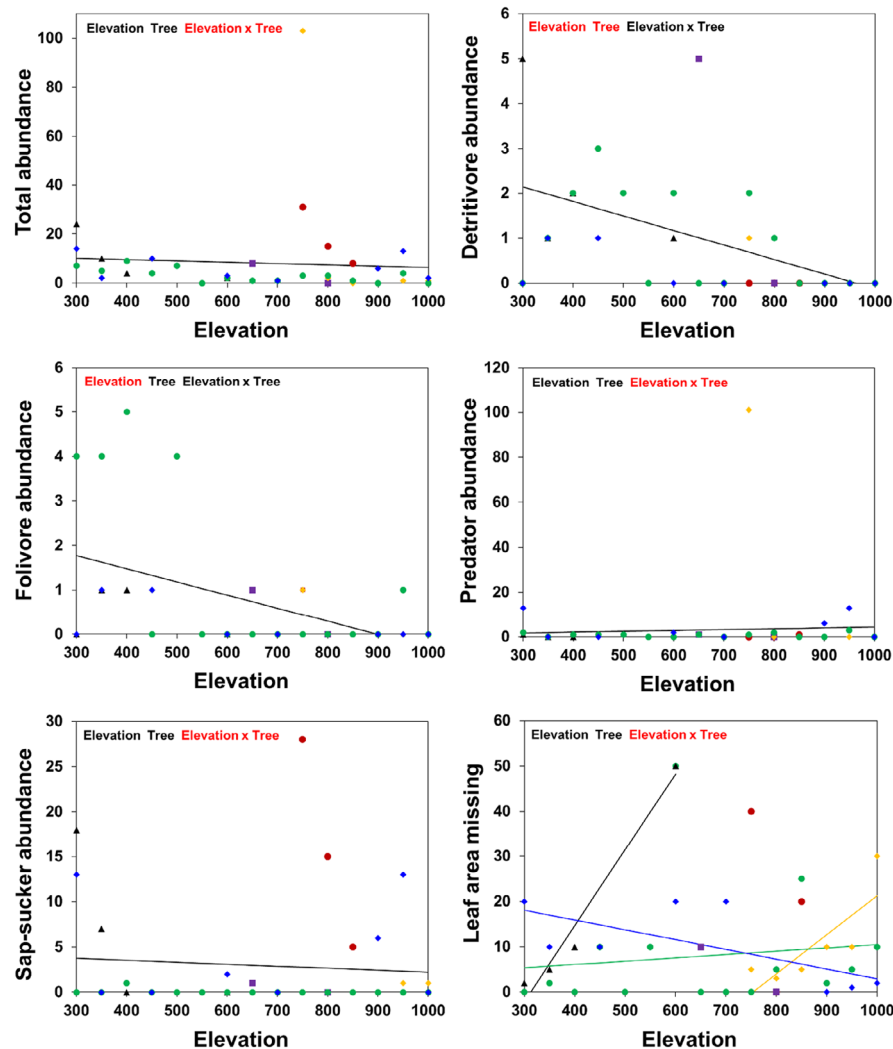 Elevation Tree Elevation x Tree
Total abundance
100
80
60
40
20
0
300 400 500 600 700 800 900 1000
Elevation
Elevation Tree Elevation x Tree
Detritivore abundance
6
5
4
3
2
1
0
300 400 500 600 700 800 900 1000
Elevation
Elevation Tree Elevation x Tree
Folivore abundance
6
5
4
3
2
1
0
300 400 500 600 700 800 900 1000
Elevation
Elevation Tree Elevation x Tree
Predator abundance
120
100
80
60
40
20
0
300 400 500 600 700 800 900 1000
Elevation
Elevation Tree Elevation x Tree
Sap-sucker abundance
30
25
20
15
10
5
0
300 400 500 600 700 800 900 1000
Elevation
Elevation Tree Elevation x Tree
Leaf area missing
50
40
30
20
10
0
300 400 500 600 700 800 900 1000
Elevation